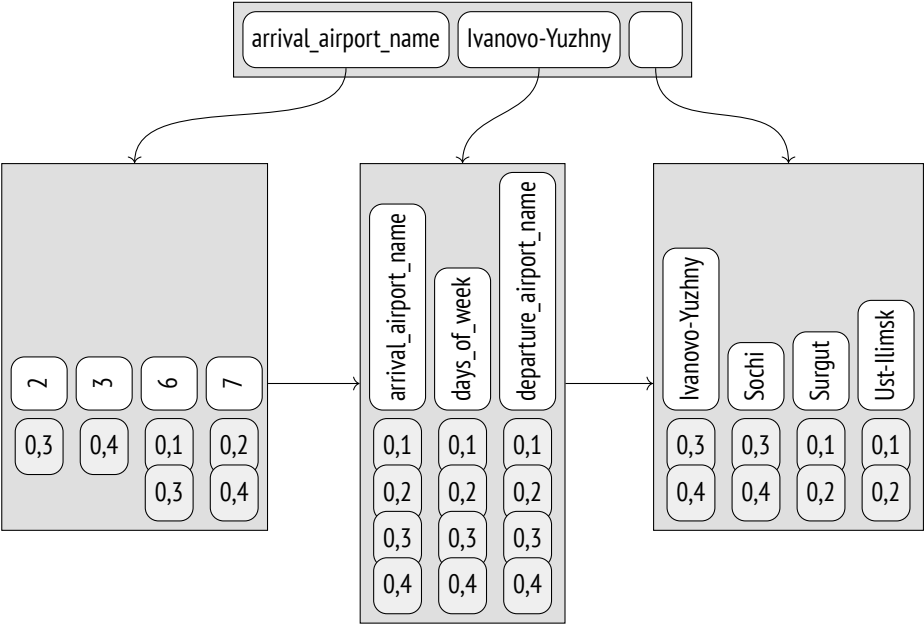 arrival_airport_name Ivanovo-Yuzhny
2 3 6 7
0,3 0,4 0,1 0,2
0,3 0,4
arrival_airport_name days_of_week departure_airport_name
0,1 0,1 0,1
0,2 0,2 0,2
0,3 0,3 0,3
0,4 0,4 0,4
Ivanovo-Yuzhny Sochi Surgut Ust-Ilimsk
0,3 0,3 0,1 0,1
0,4 0,4 0,2 0,2